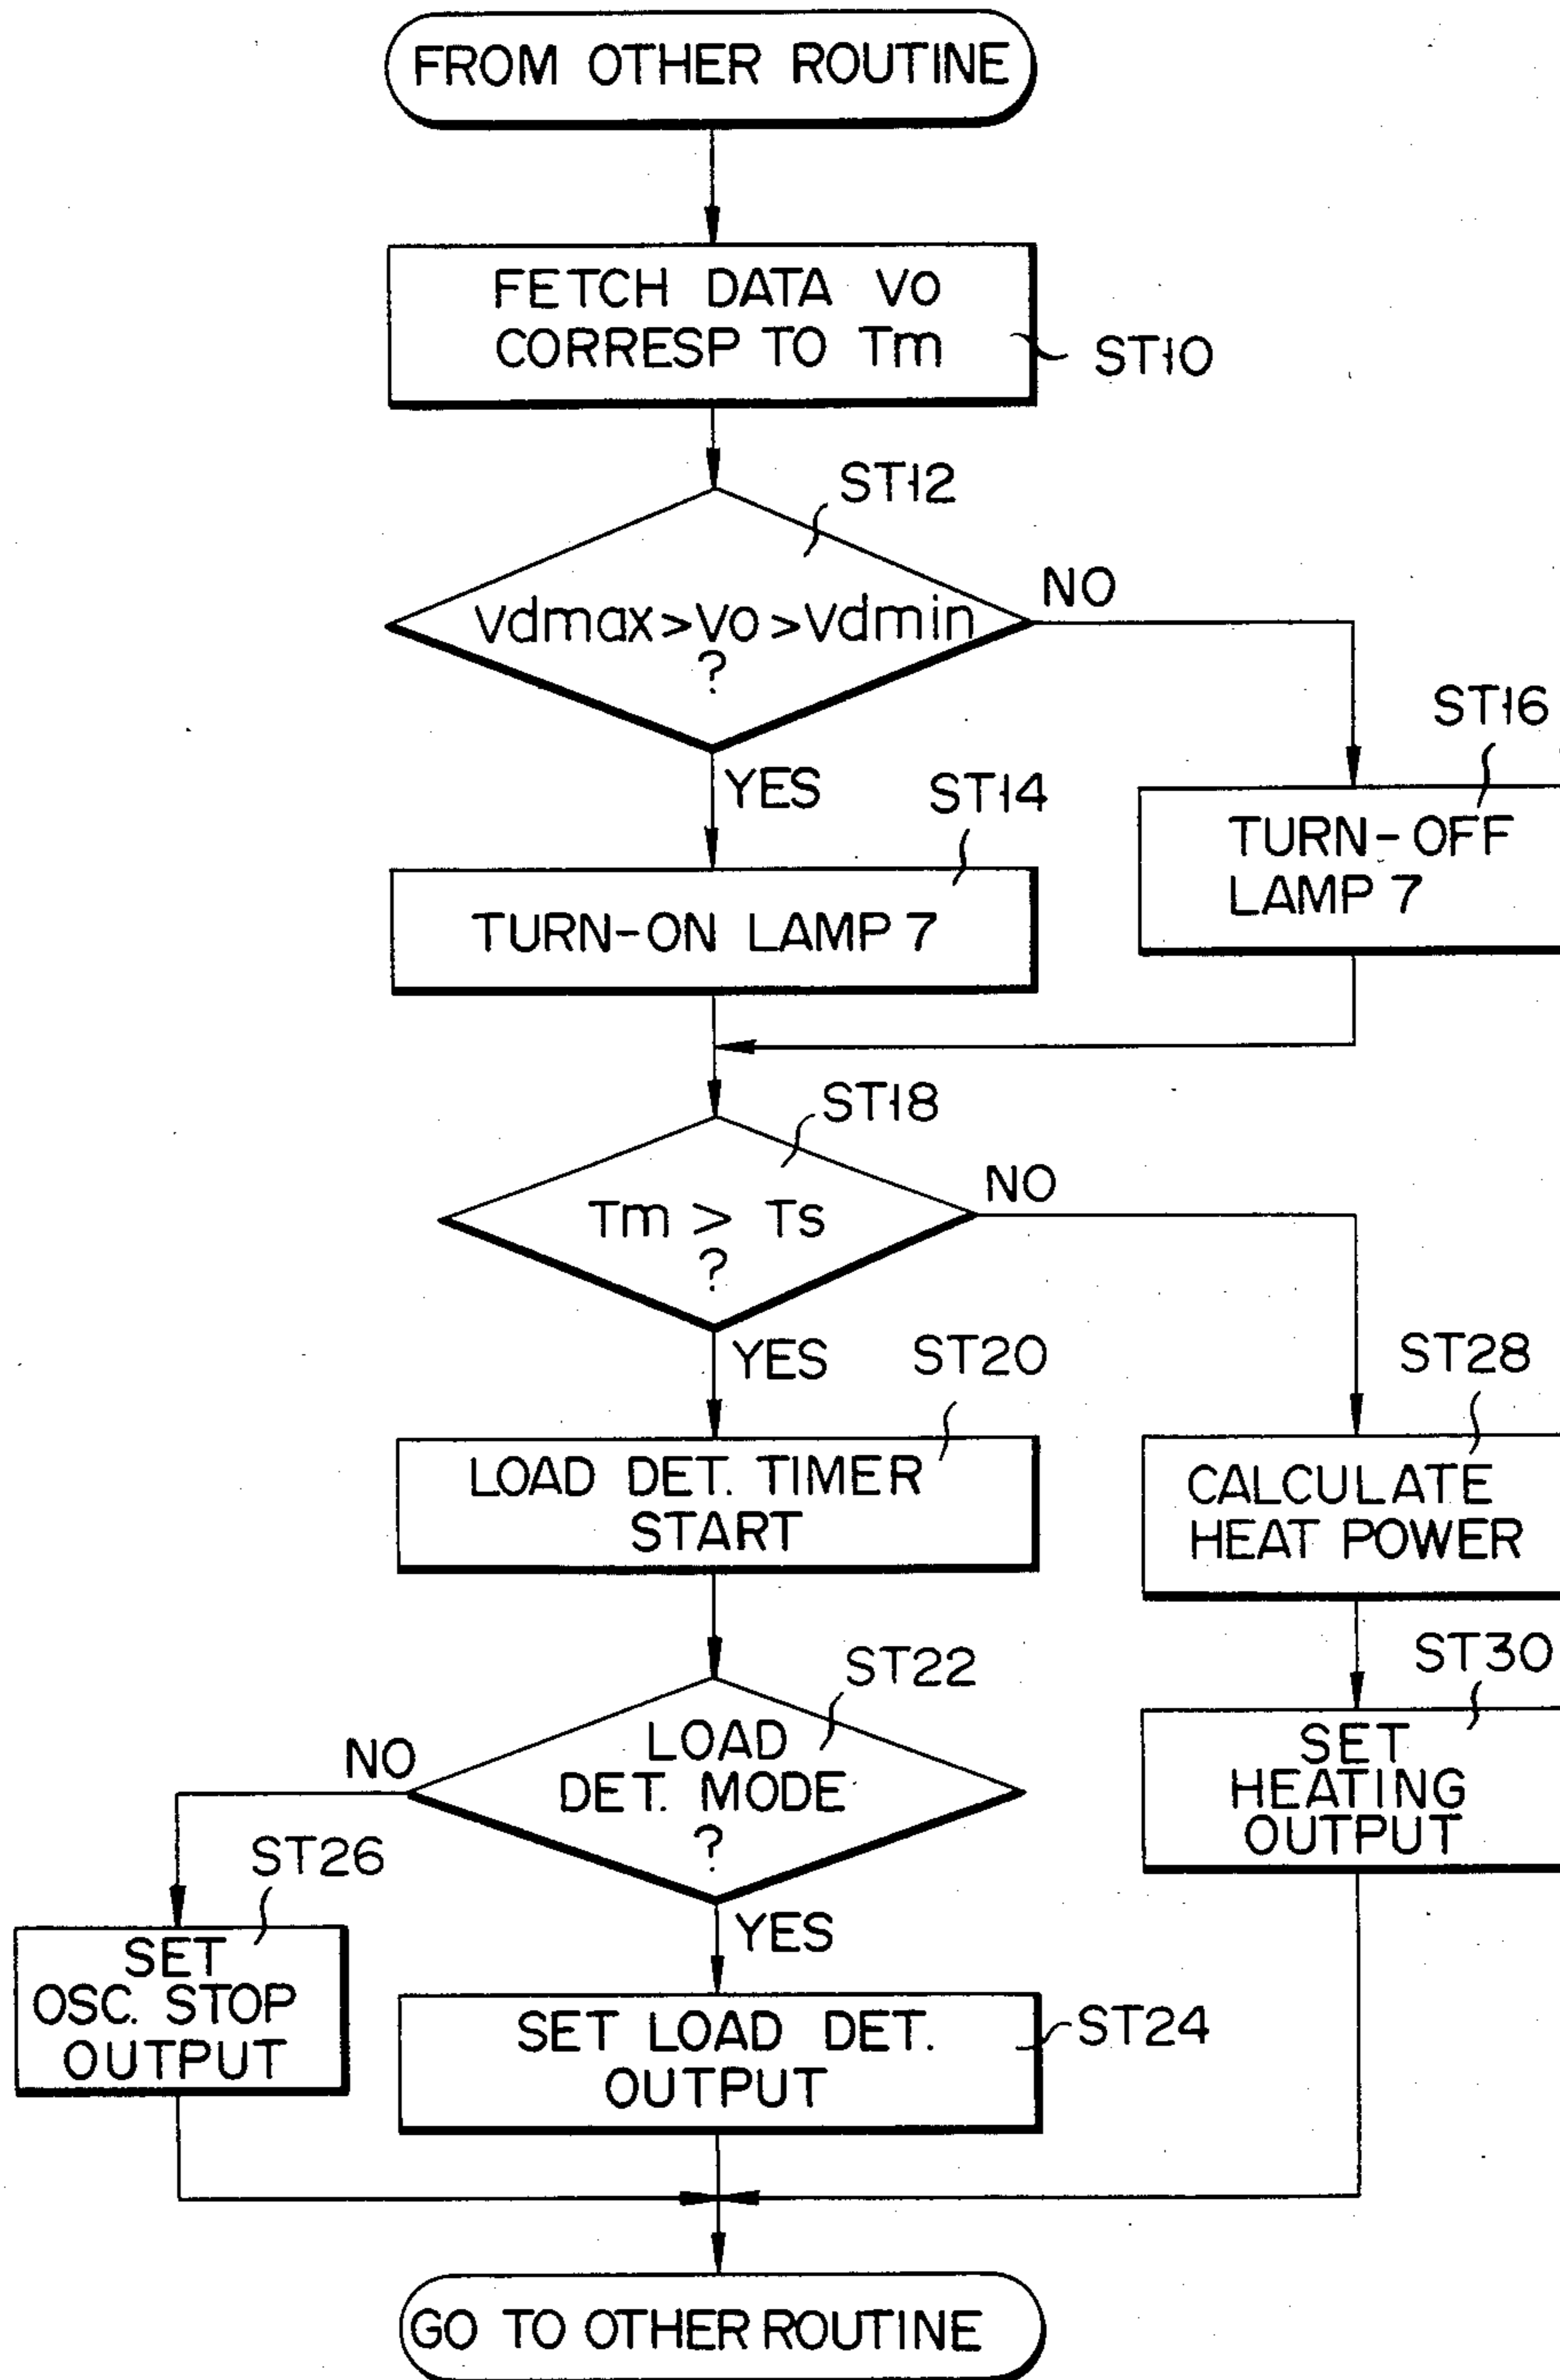 FROM OTHER ROUTINE
FETCH DATA Vo
CORRESP TO Tm
ST10
ST12
Vdmax>Vo>Vdmin
?
NO
YES
ST14
ST16
TURN-ON LAMP 7
TURN-OFF
LAMP 7
ST18
Tm > Ts
?
NO
YES
ST20
LOAD DET. TIMER
START
ST28
CALCULATE
HEAT POWER
ST22
LOAD
DET. MODE
?
NO
YES
ST30
SET
HEATING
OUTPUT
ST26
SET
OSC. STOP
OUTPUT
SET LOAD DET.
OUTPUT
ST24
GO TO OTHER ROUTINE